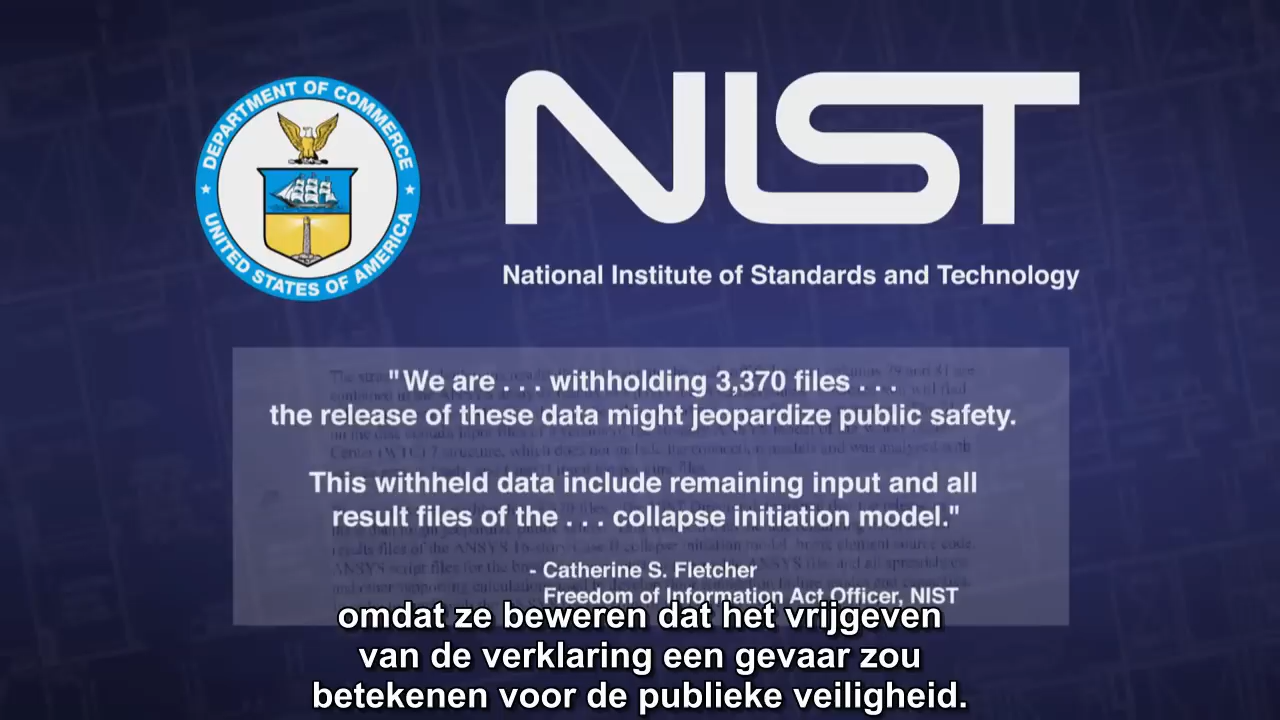 DEPARTMENT OF COMMERCE
UNITED STATES OF AMERICA
NIST
National Institute of Standards and Technology
"We are . . . withholding 3,370 files . . .
the release of these data might jeopardize public safety.
This withheld data include remaining input and all
result files of the . . . collapse initiation model."
- Catherine S. Fletcher
Freedom of Information Act Officer, NIST
omdat ze beweren dat het vrijgeven
van de verklaring een gevaar zou
betekenen voor de publieke veiligheid.